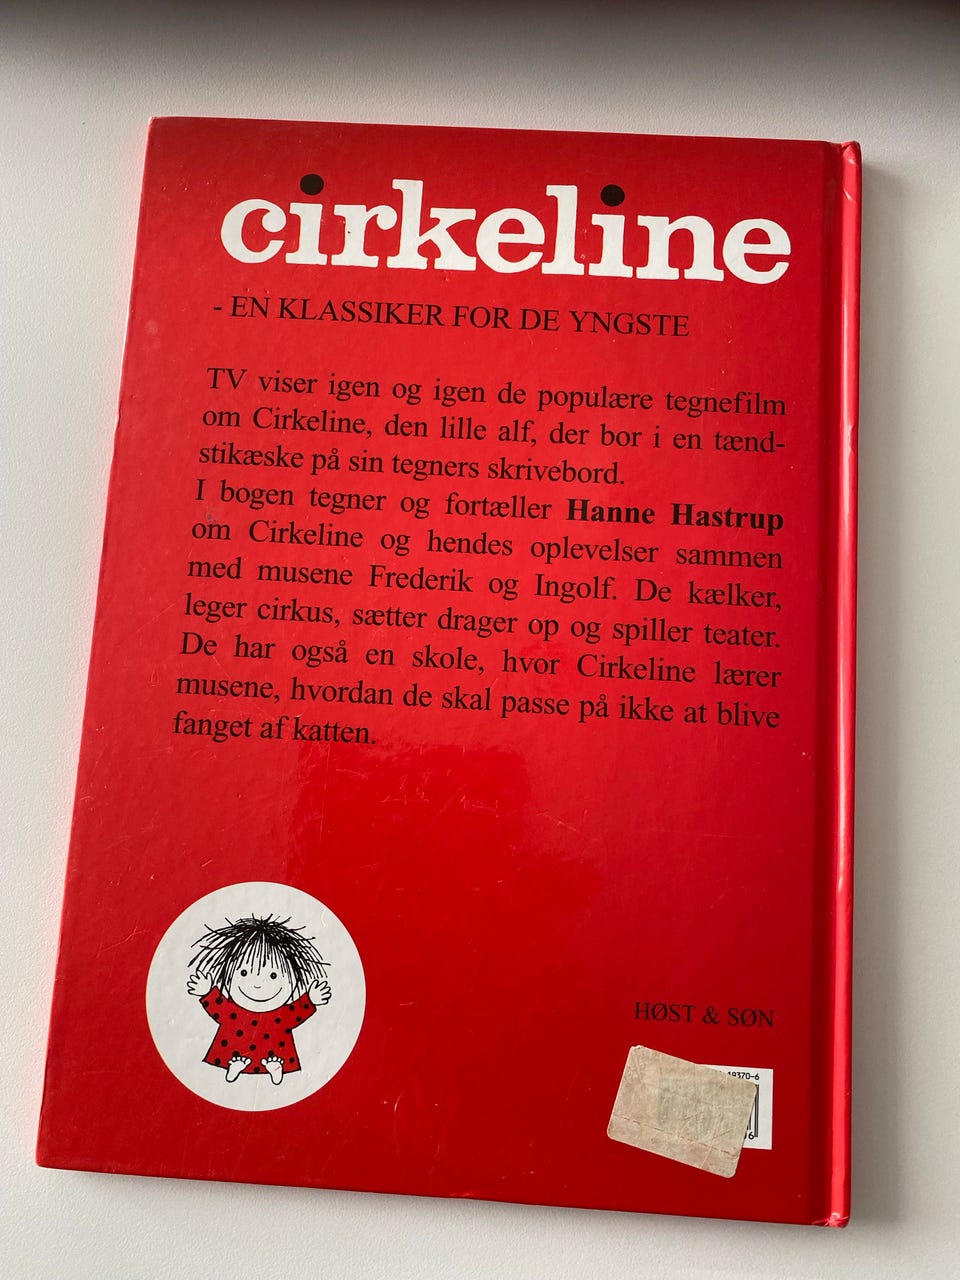 cirkeline
- EN KLASSIKER FOR DE YNGSTE
TV viser igen og igen de populære tegnefilm
om Cirkeline, den lille alf, der bor i en tænd-
stikæske på sin tegners skrivebord.
I bogen tegner og fortæller Hanne Hastrup
om Cirkeline og hendes oplevelser sammen
med musene Frederik og Ingolf. De kælker,
leger cirkus, sætter drager op og spiller teater.
De har også en skole, hvor Cirkeline lærer
musene, hvordan de skal passe på ikke at blive
fanget af katten.
HØST & SØN
19370-6